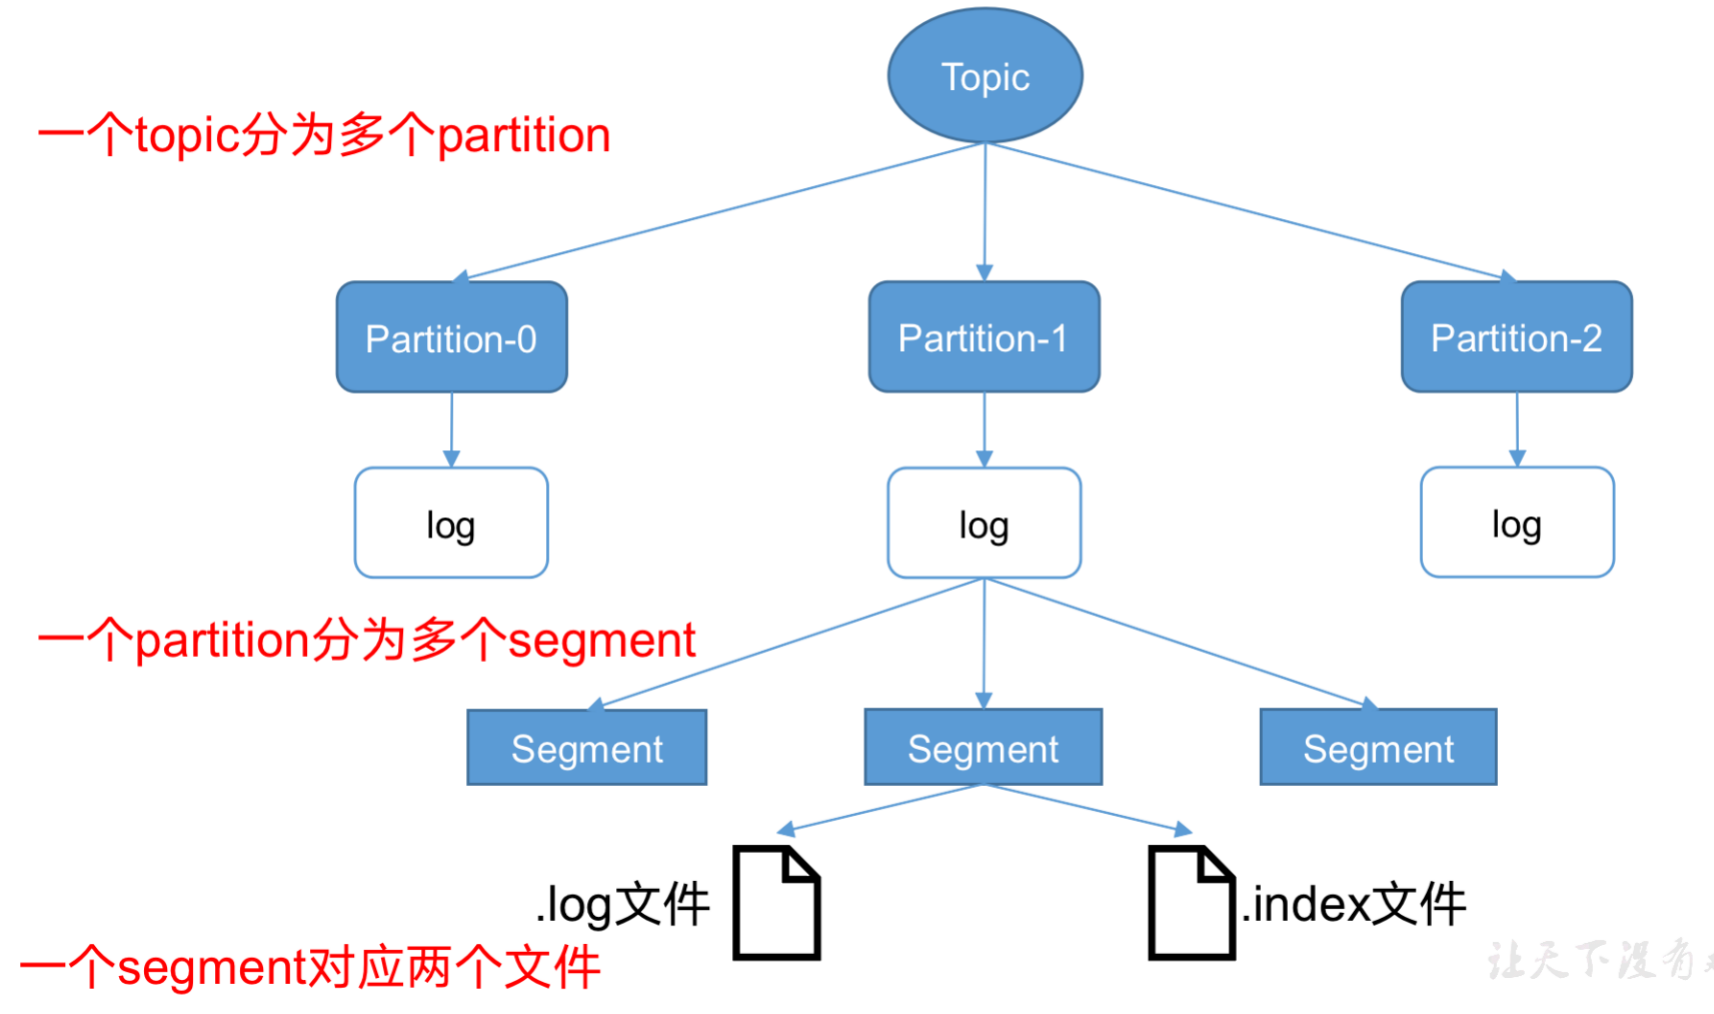 Topic
一个topic分为多个partition
Partition-0
Partition-1
Partition-2
log
log
log
一个partition分为多个segment
Segment
Segment
Segment
.log文件
.index文件
一个segment对应两个文件
让天下没有